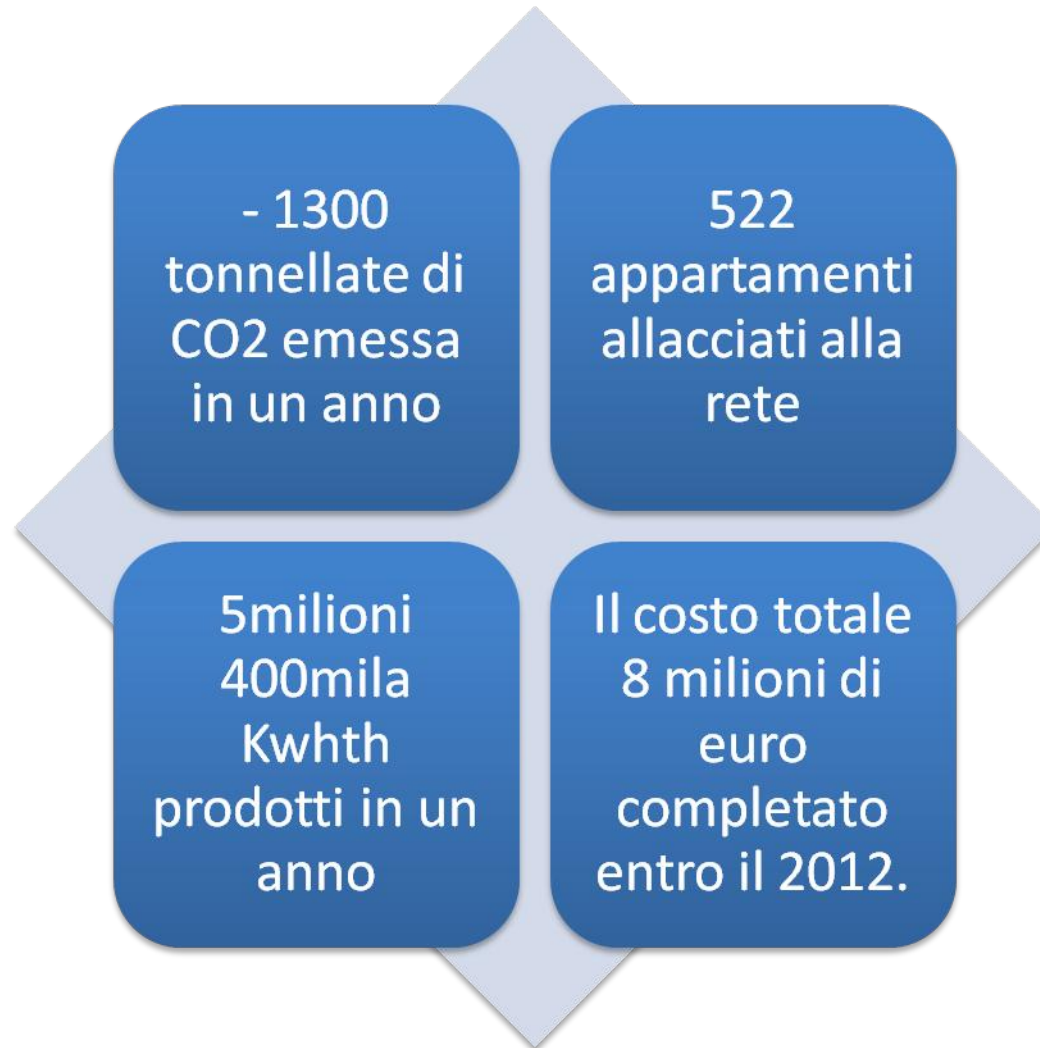 - 1300
tonnellate di
CO2 emessa
in un anno
522
appartamenti
allacciati alla
rete
5milioni
400mila
Kwhth
prodotti in un
anno
Il costo totale
8 milioni di
euro
completato
entro il 2012.